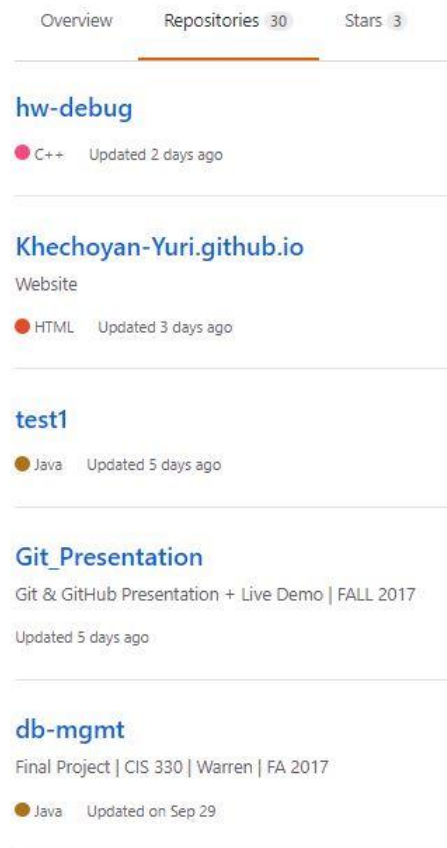 Overview Repositories 30 Stars 3
hw-debug
C++ Updated 2 days ago
Khechoyan-Yuri.github.io
Website
HTML Updated 3 days ago
test1
Java Updated 5 days ago
Git_Presentation
Git & GitHub Presentation + Live Demo | FALL 2017
Updated 5 days ago
db-mgmt
Final Project | CIS 330 | Warren | FA 2017
Java Updated on Sep 29